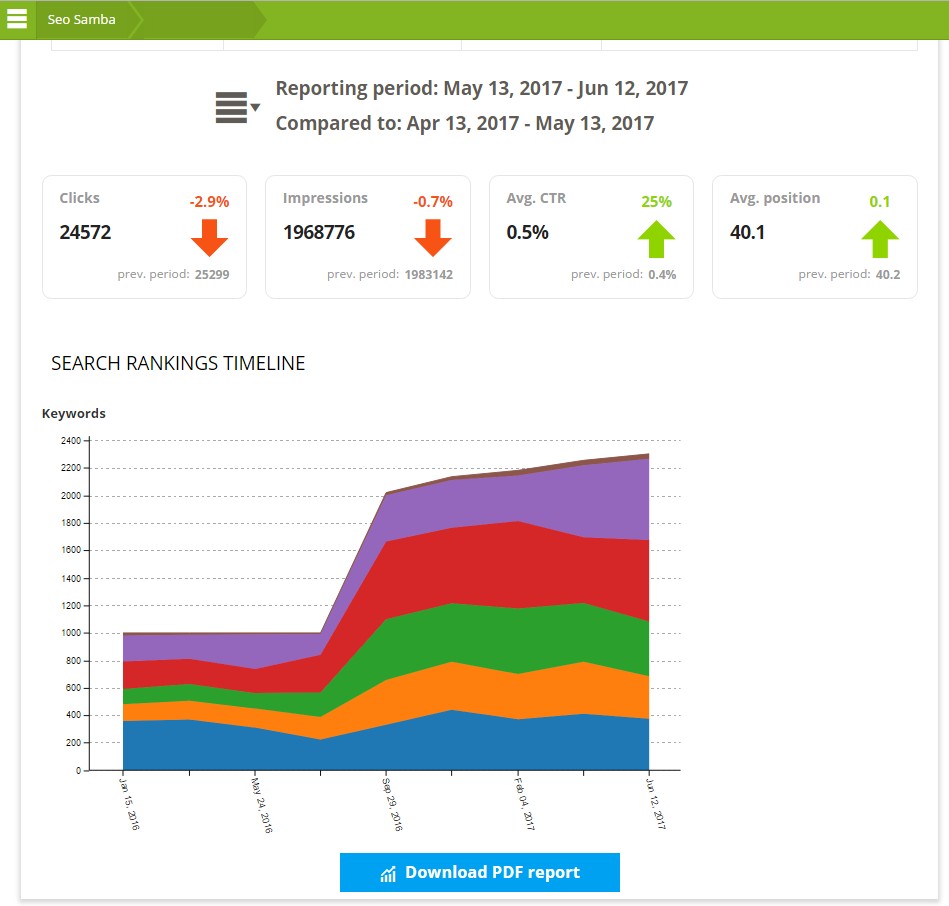 Seo Samba
Reporting period: May 13, 2017 - Jun 12, 2017
Compared to: Apr 13, 2017 - May 13, 2017
Clicks
-2.9%
24572
prev. period: 25299
Impressions
-0.7%
1968776
prev. period: 1983142
Avg. CTR
25%
0.5%
prev. period: 0.4%
Avg. position
0.1
40.1
prev. period: 40.2
SEARCH RANKINGS TIMELINE
Keywords
2400
2200
2000
1800
1600
1400
1200
1000
800
600
400
200
0
Jan 15, 2016
May 24, 2016
Sep 29, 2016
Feb 04, 2017
Jun 12, 2017
Download PDF report